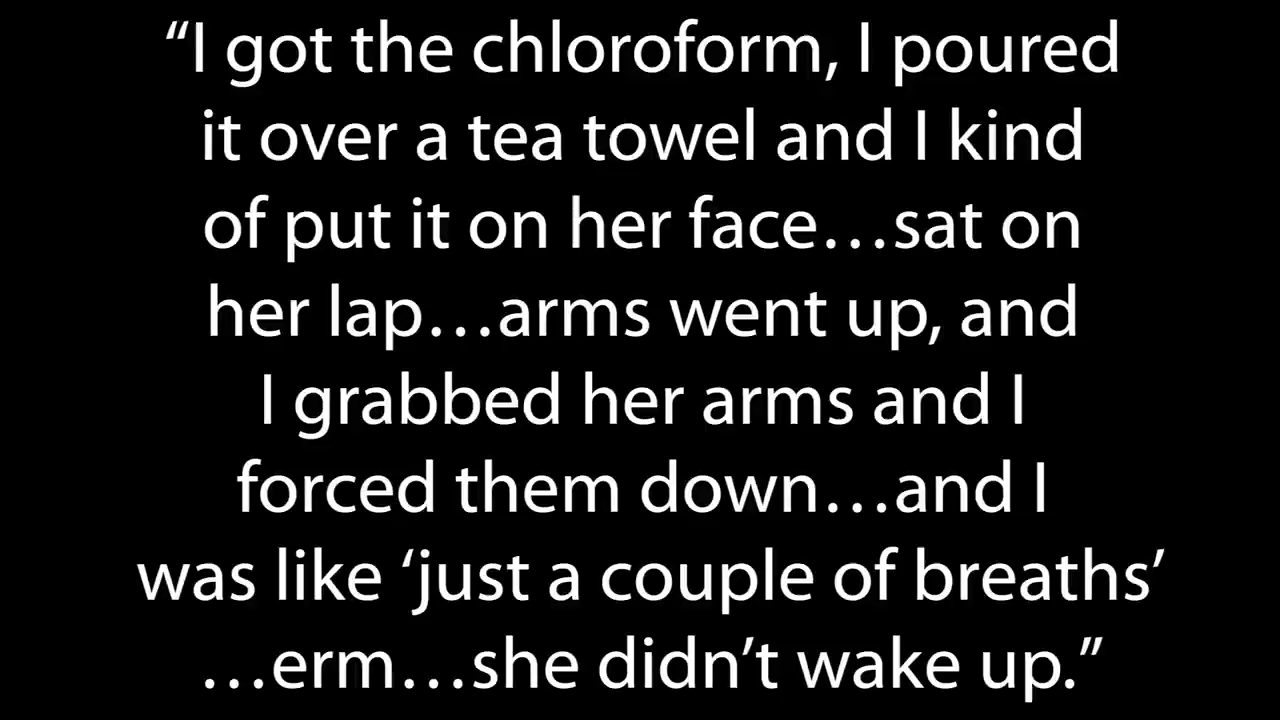 “I got the chloroform, I poured
it over a tea towel and I kind
of put it on her face…sat on
her lap…arms went up, and
I grabbed her arms and I
forced them down…and I
was like ‘just a couple of breaths’
…erm…she didn’t wake up.”